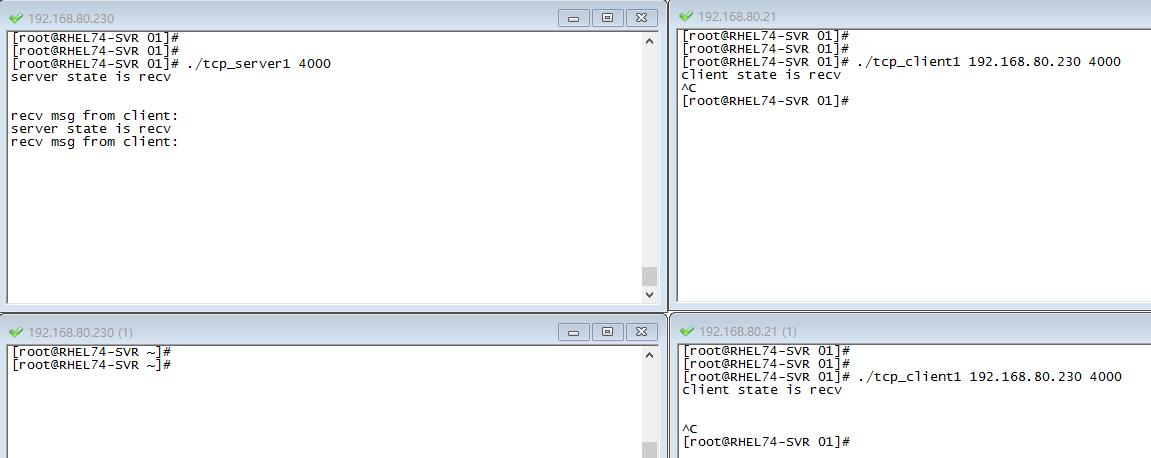 192.168.80.230
[root@RHEL74-SVR 01]#
[root@RHEL74-SVR 01]#
[root@RHEL74-SVR 01]# ./tcp_server1 4000
server state is recv
recv msg from client:
server state is recv
recv msg from client:
192.168.80.21
[root@RHEL74-SVR 01]#
[root@RHEL74-SVR 01]#
[root@RHEL74-SVR 01]# ./tcp_client1 192.168.80.230 4000
client state is recv
^C
[root@RHEL74-SVR 01]#
192.168.80.230 (1)
[root@RHEL74-SVR ~]#
[root@RHEL74-SVR ~]#
192.168.80.21 (1)
[root@RHEL74-SVR 01]#
[root@RHEL74-SVR 01]#
[root@RHEL74-SVR 01]# ./tcp_client1 192.168.80.230 4000
client state is recv
^C
[root@RHEL74-SVR 01]#